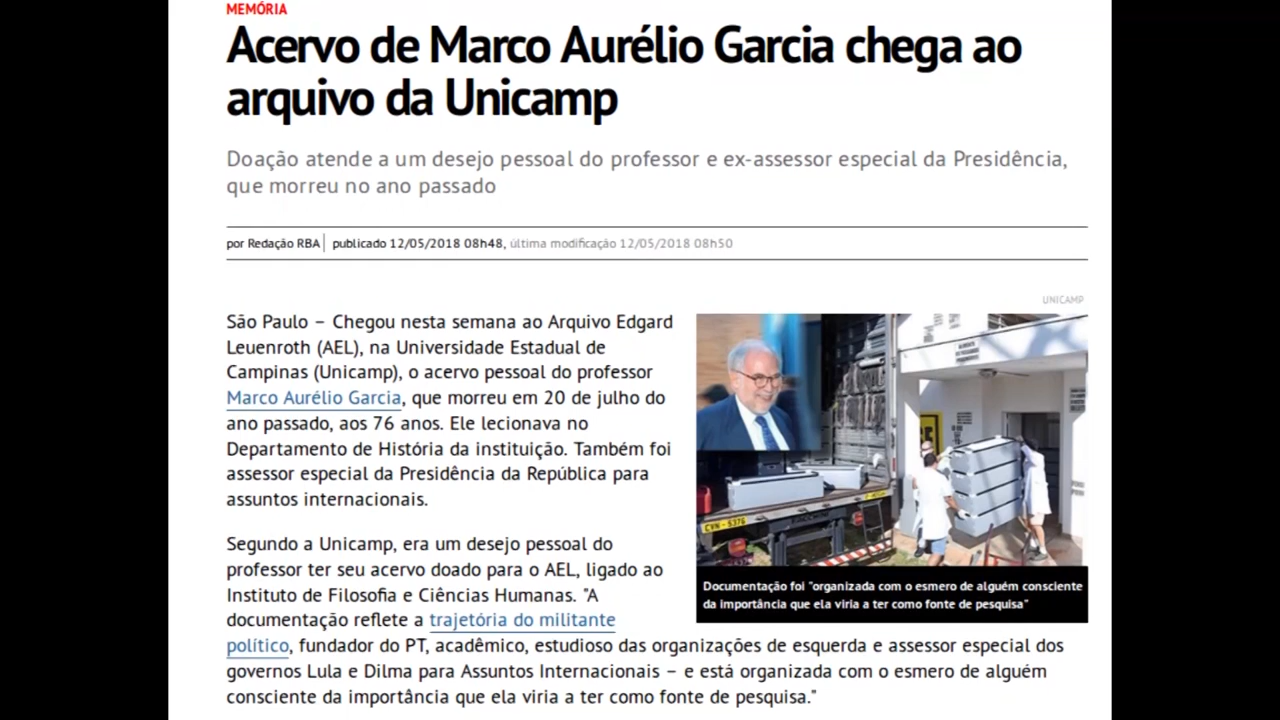 MEMÓRIA
Acervo de Marco Aurélio Garcia chega ao
arquivo da Unicamp
Doação atende a um desejo pessoal do professor e ex-assessor especial da Presidência,
que morreu no ano passado
por Redação RBA | publicado 12/05/2018 08h48, última modificação 12/05/2018 08h50
UNICAMP
São Paulo – Chegou nesta semana ao Arquivo Edgard
Leuenroth (AEL), na Universidade Estadual de
Campinas (Unicamp), o acervo pessoal do professor
Marco Aurélio Garcia, que morreu em 20 de julho do
ano passado, aos 76 anos. Ele lecionava no
Departamento de História da instituição. Também foi
assessor especial da Presidência da República para
assuntos internacionais.
CVN - 5376
Documentação foi "organizada com o esmero de alguém consciente
da importância que ela viria a ter como fonte de pesquisa"
Segundo a Unicamp, era um desejo pessoal do
professor ter seu acervo doado para o AEL, ligado ao
Instituto de Filosofia e Ciências Humanas. "A
documentação reflete a trajetória do militante
político, fundador do PT, acadêmico, estudioso das organizações de esquerda e assessor especial dos
governos Lula e Dilma para Assuntos Internacionais – e está organizada com o esmero de alguém
consciente da importância que ela viria a ter como fonte de pesquisa."